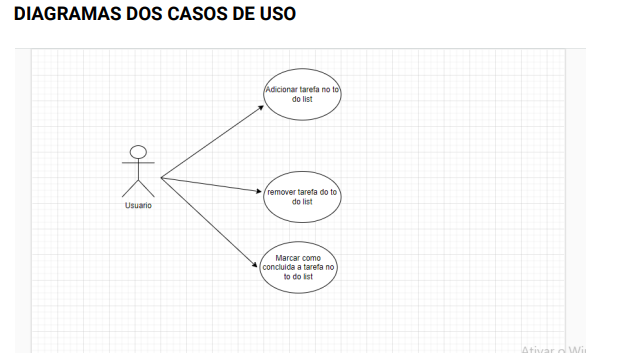 DIAGRAMAS DOS CASOS DE USO
Adicionar tarefa no to
do list
remover tarefa do to
do list
Usuario
Marcar como
concluida a tarefa no
to do list
Ativar o Wi